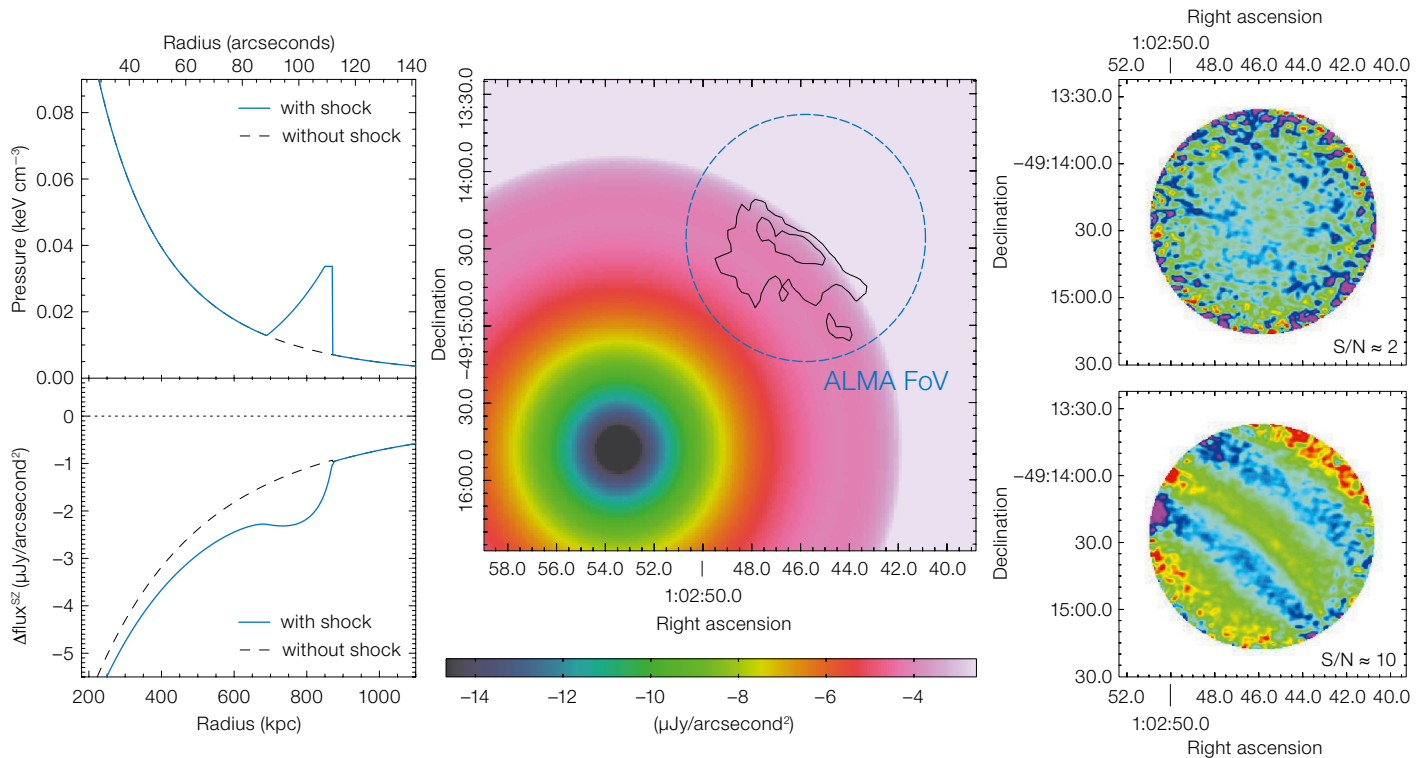 Radius (arcseconds)
40 60 80 100 120 140
0.08
0.06
0.04
0.02
0.00
Pressure (keV cm⁻³)
with shock
without shock
0
−1
−2
−3
−4
−5
Δflux^SZ (µJy/arcsecond²)
with shock
without shock
200 400 600 800 1000
Radius (kpc)
13:30.0
14:00.0
30.0
−49:15:00.0
30.0
16:00.0
Declination
ALMA FoV
58.0 56.0 54.0 52.0 | 48.0 46.0 44.0 42.0 40.0
1:02:50.0
Right ascension
−14 −12 −10 −8 −6 −4
(µJy/arcsecond²)
Right ascension
1:02:50.0
52.0 | 48.0 46.0 44.0 42.0 40.0
13:30.0
−49:14:00.0
30.0
15:00.0
30.0
Declination
S/N ≈ 2
13:30.0
−49:14:00.0
30.0
15:00.0
30.0
Declination
S/N ≈ 10
52.0 | 48.0 46.0 44.0 42.0 40.0
1:02:50.0
Right ascension